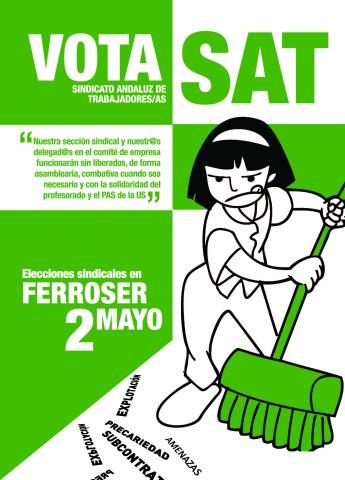 VOTA
SAT
SINDICATO ANDALUZ DE
TRABAJADORES/AS
“Nuestra sección sindical y nuestr@s
delegad@s en el comité de empresa
funcionarán sin liberados, de forma
asamblearia, combativa cuando sea
necesario y con la solidaridad del
profesorado y el PAS de la US”
Elecciones sindicales en
FERROSER
2 MAYO
EXPLOTACIÓN
PRECARIEDAD
AMENAZAS
SUBCONTRAT
EXPLOTACIÓN